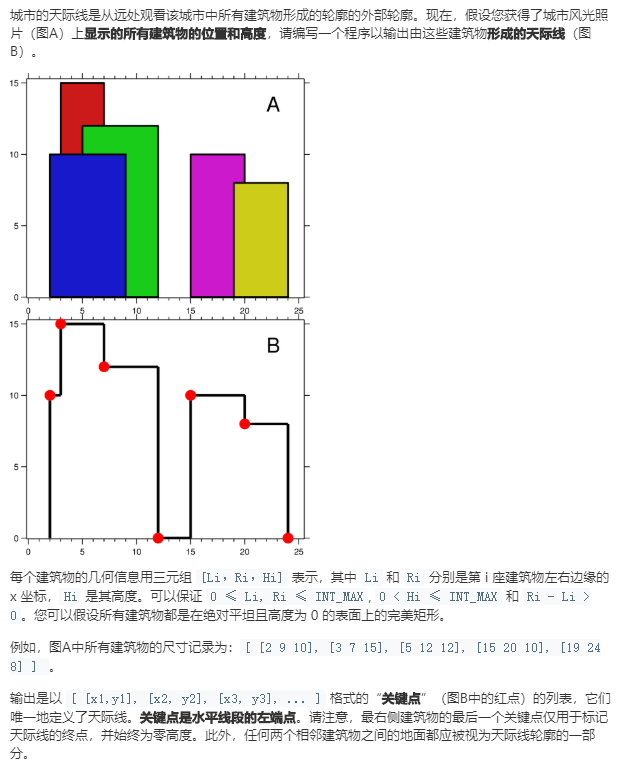 城市的天际线是从远处观看该城市中所有建筑物形成的轮廓的外部轮廓。现在，假设您获得了城市风光照
片（图A）上显示的所有建筑物的位置和高度，请编写一个程序以输出由这些建筑物形成的天际线（图
B）。
15
A
10
5
0
0 5 10 15 20 25
15
B
10
5
0
0 5 10 15 20 25
每个建筑物的几何信息用三元组 [Li，Ri，Hi] 表示，其中 Li 和 Ri 分别是第 i 座建筑物左右边缘的
x 坐标，Hi 是其高度。可以保证 0 ≤ Li, Ri ≤ INT_MAX, 0 < Hi ≤ INT_MAX 和 Ri - Li >
0。您可以假设所有建筑物都是在绝对平坦且高度为 0 的表面上的完美矩形。
例如，图A中所有建筑物的尺寸记录为：[ [2 9 10], [3 7 15], [5 12 12], [15 20 10], [19 24
8] ] 。
输出是以 [ [x1,y1], [x2, y2], [x3, y3], ... ] 格式的“关键点”（图B中的红点）的列表，它们
唯一地定义了天际线。关键点是水平线段的左端点。请注意，最右侧建筑物的最后一个关键点仅用于标记
天际线的终点，并始终为零高度。此外，任何两个相邻建筑物之间的地面都应被视为天际线轮廓的一部
分。